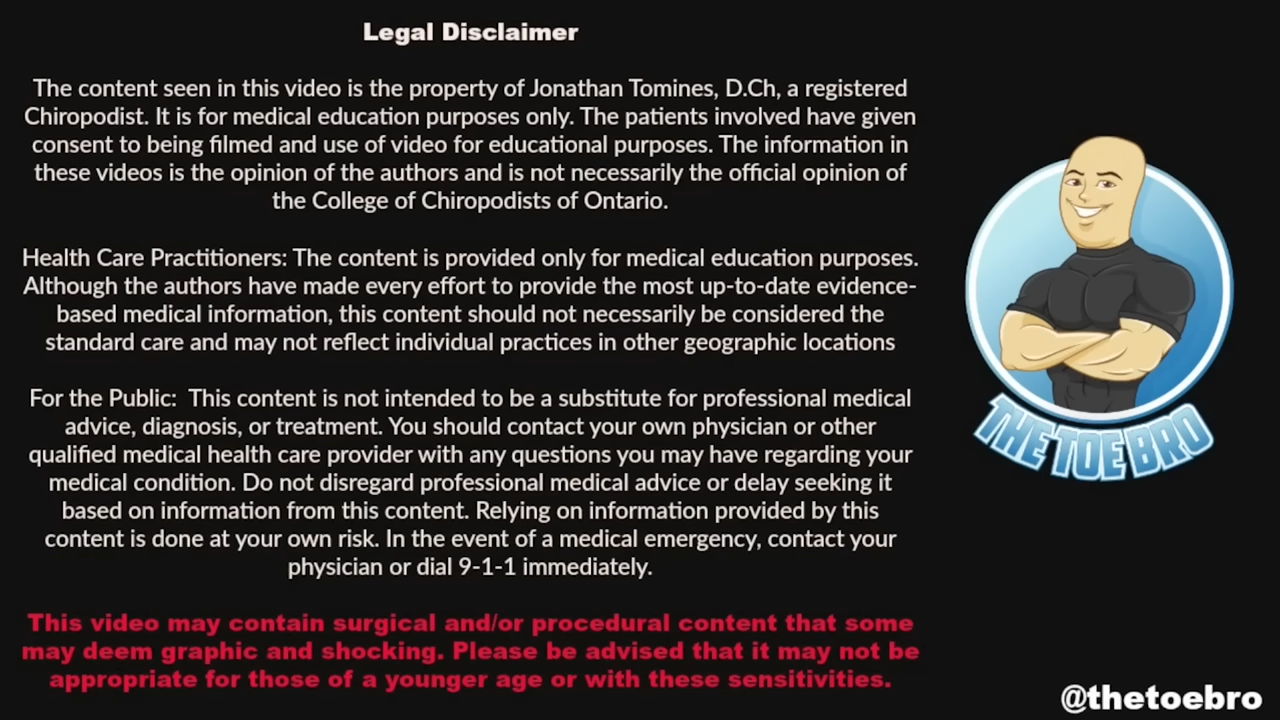 Legal Disclaimer
The content seen in this video is the property of Jonathan Tomines, D.Ch, a registered
Chiropodist. It is for medical education purposes only. The patients involved have given
consent to being filmed and use of video for educational purposes. The information in
these videos is the opinion of the authors and is not necessarily the official opinion of
the College of Chiropodists of Ontario.
Health Care Practitioners: The content is provided only for medical education purposes.
Although the authors have made every effort to provide the most up-to-date evidence-
based medical information, this content should not necessarily be considered the
standard care and may not reflect individual practices in other geographic locations
For the Public:  This content is not intended to be a substitute for professional medical
advice, diagnosis, or treatment. You should contact your own physician or other
qualified medical health care provider with any questions you may have regarding your
medical condition. Do not disregard professional medical advice or delay seeking it
based on information from this content. Relying on information provided by this
content is done at your own risk. In the event of a medical emergency, contact your
physician or dial 9-1-1 immediately.
This video may contain surgical and/or procedural content that some
may deem graphic and shocking. Please be advised that it may not be
appropriate for those of a younger age or with these sensitivities.
THE TOE BRO
@thetoebro